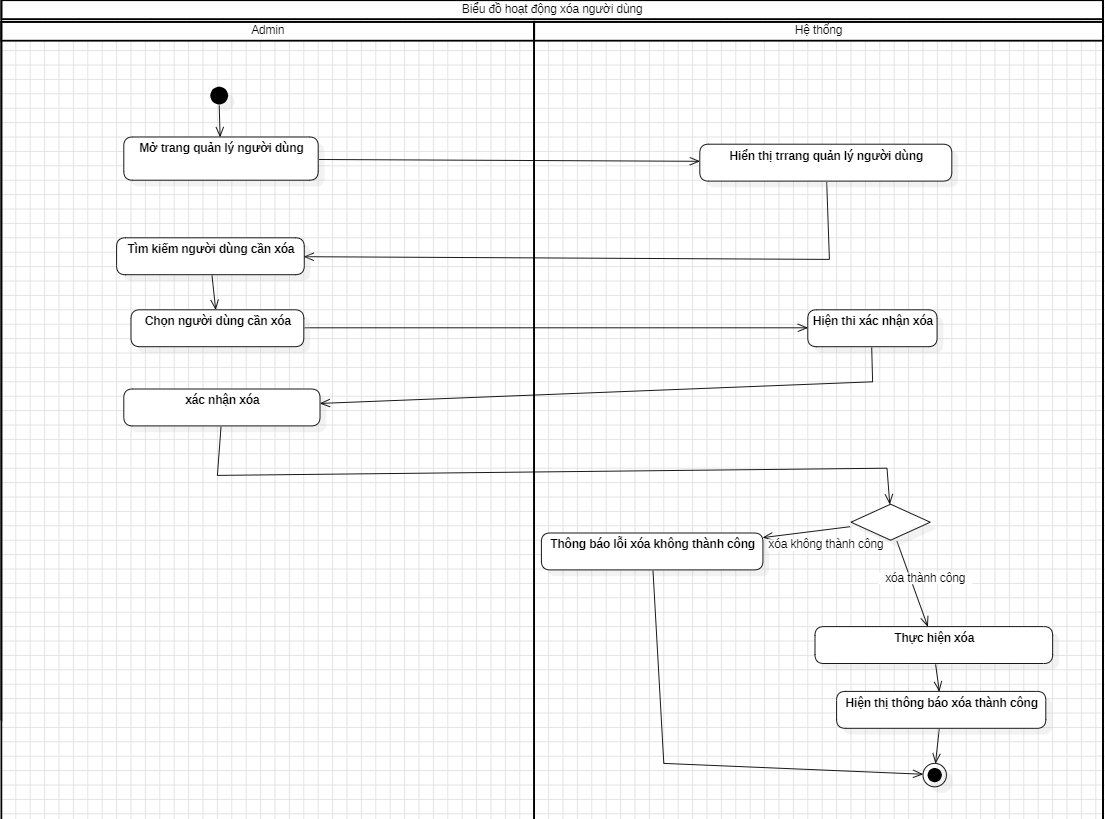 Biểu đồ hoạt động xóa người dùng
Admin
Hệ thống
Mở trang quản lý người dùng
Hiển thị trrang quản lý người dùng
Tìm kiếm người dùng cần xóa
Chọn người dùng cần xóa
Hiện thi xác nhận xóa
xác nhận xóa
Thông báo lỗi xóa không thành công
xóa không thành công
xóa thành công
Thực hiện xóa
Hiện thị thông báo xóa thành công